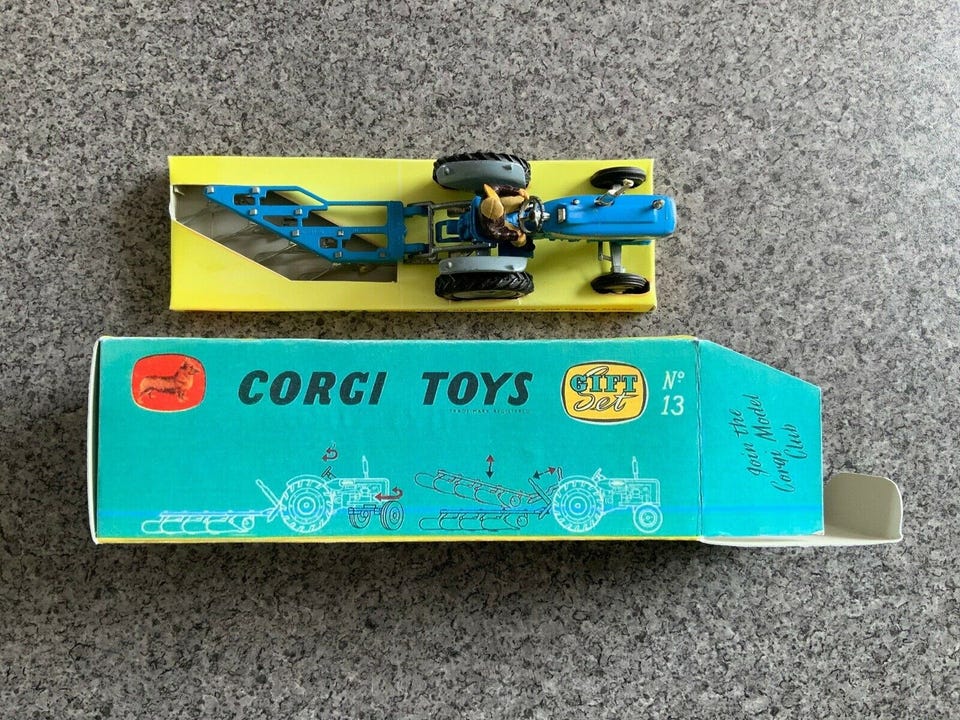 CORGI TOYS
TRADE MARK REGISTERED
GIFT
Set
Nº
13
Join the
Corgi Model
Club